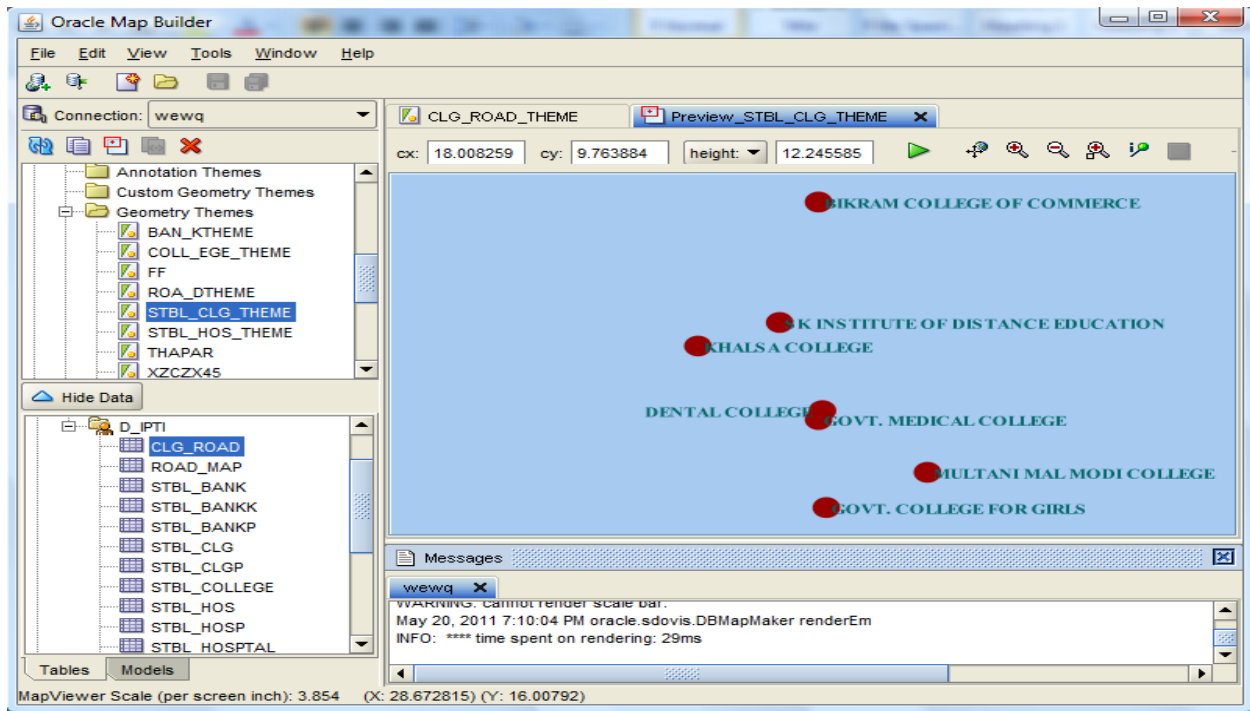 Oracle Map Builder
File Edit View Tools Window Help
Connection: wewq
Annotation Themes
Custom Geometry Themes
Geometry Themes
BAN_KTHEME
COLL_EGE_THEME
FF
ROA_DTHEME
STBL_CLG_THEME
STBL_HOS_THEME
THAPAR
XZCZX45
Hide Data
D_IPTI
CLG_ROAD
ROAD_MAP
STBL_BANK
STBL_BANKK
STBL_BANKP
STBL_CLG
STBL_CLGP
STBL_COLLEGE
STBL_HOS
STBL_HOSP
STBL_HOSPTAL
Tables Models
CLG_ROAD_THEME Preview_STBL_CLG_THEME
cx: 18.008259 cy: 9.763884 height: 12.245585
BIKRAM COLLEGE OF COMMERCE
K INSTITUTE OF DISTANCE EDUCATION
KHALSA COLLEGE
DENTAL COLLEGE
GOVT. MEDICAL COLLEGE
MULTANI MAL MODI COLLEGE
GOVT. COLLEGE FOR GIRLS
Messages
wewq
WARNING: cannot render scale bar.
May 20, 2011 7:10:04 PM oracle.sdovis.DBMapMaker renderEm
INFO: **** time spent on rendering: 29ms
MapViewer Scale (per screen inch): 3.854 (X: 28.672815) (Y: 16.00792)